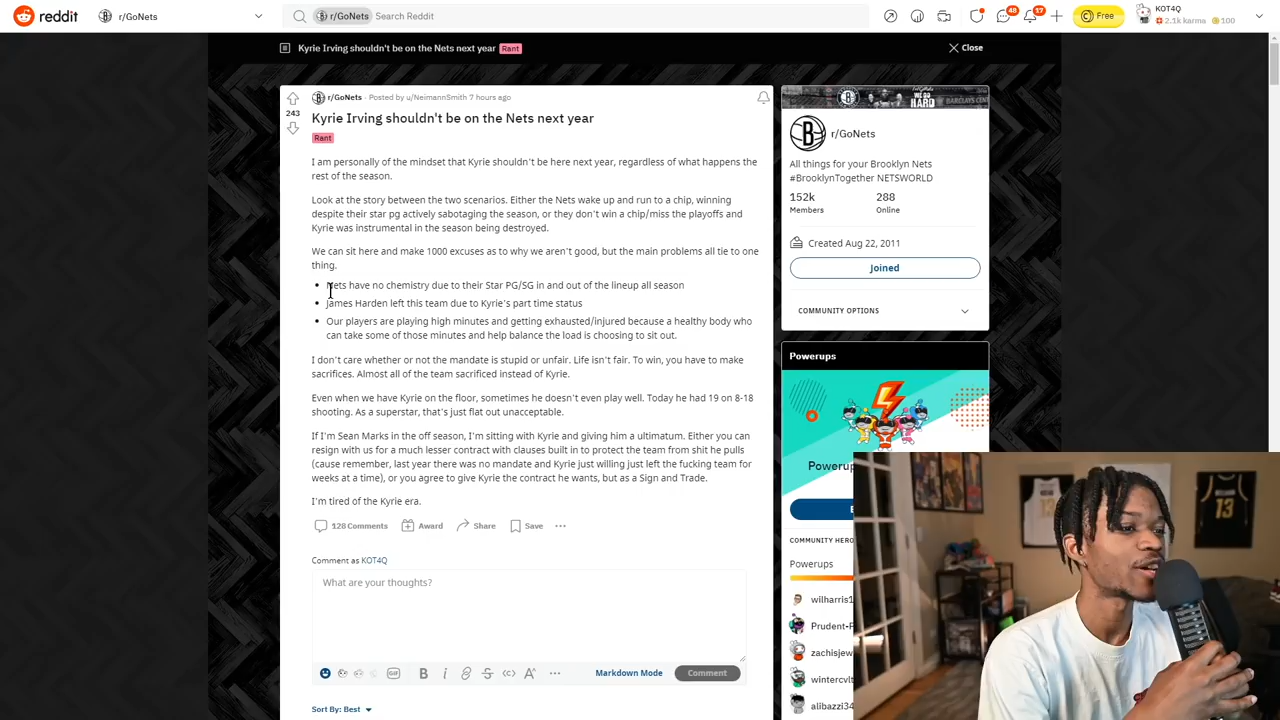 reddit
r/GoNets
r/GoNets
Search Reddit
48
17
Free
KOT4Q
2.1k karma
100
Kyrie Irving shouldn't be on the Nets next year
Rant
Close
243
r/GoNets · Posted by u/NeimannSmith 7 hours ago
Kyrie Irving shouldn't be on the Nets next year
Rant
I am personally of the mindset that Kyrie shouldn't be here next year, regardless of what happens the
rest of the season.
Look at the story between the two scenarios. Either the Nets wake up and run to a chip, winning
despite their star pg actively sabotaging the season, or they don't win a chip/miss the playoffs and
Kyrie was instrumental in the season being destroyed.
We can sit here and make 1000 excuses as to why we aren't good, but the main problems all tie to one
thing.
• Nets have no chemistry due to their Star PG/SG in and out of the lineup all season
• James Harden left this team due to Kyrie's part time status
• Our players are playing high minutes and getting exhausted/injured because a healthy body who
can take some of those minutes and help balance the load is choosing to sit out.
I don't care whether or not the mandate is stupid or unfair. Life isn't fair. To win, you have to make
sacrifices. Almost all of the team sacrificed instead of Kyrie.
Even when we have Kyrie on the floor, sometimes he doesn't even play well. Today he had 19 on 8-18
shooting. As a superstar, that's just flat out unacceptable.
If I'm Sean Marks in the off season, I'm sitting with Kyrie and giving him a ultimatum. Either you can
resign with us for a much lesser contract with clauses built in to protect the team from shit he pulls
(cause remember, last year there was no mandate and Kyrie just willing just left the fucking team for
weeks at a time), or you agree to give Kyrie the contract he wants, but as a Sign and Trade.
I'm tired of the Kyrie era.
128 Comments
Award
Share
Save
Comment as KOT4Q
What are your thoughts?
GIF
B
i
Markdown Mode
Comment
Sort By: Best
WE GO
HARD
BARCLAYS CEN
B
r/GoNets
All things for your Brooklyn Nets
#BrooklynTogether NETSWORLD
152k
Members
288
Online
Created Aug 22, 2011
Joined
COMMUNITY OPTIONS
Powerups
Powerup
COMMUNITY HERO
Powerups
wilharris1
Prudent-F
zachisjew
wintercvlt
alibazzi34
13